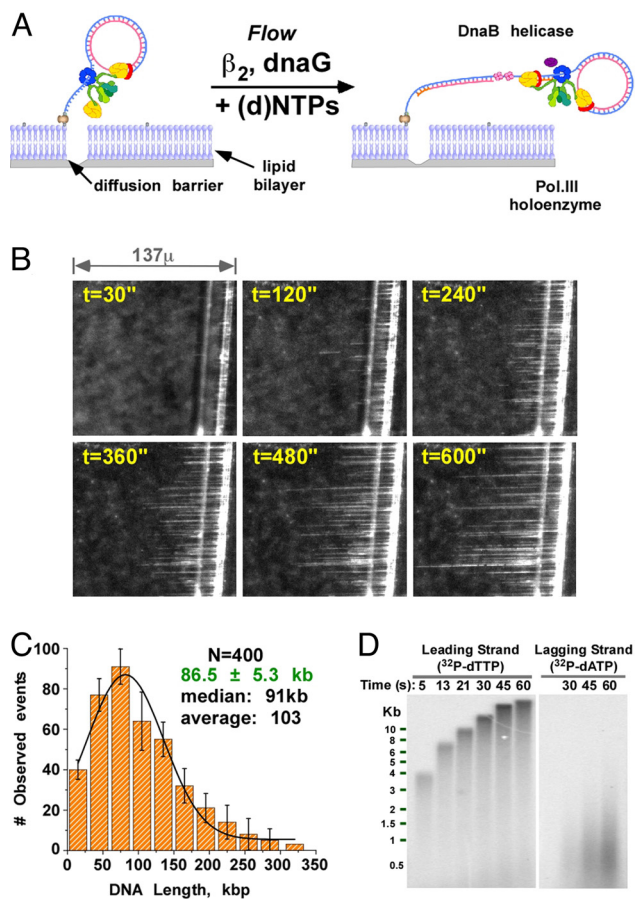 A
Flow
β2, dnaG
+ (d)NTPs
DnaB helicase
diffusion barrier
lipid
bilayer
Pol.III
holoenzyme
B
137μ
t=30"
t=120"
t=240"
t=360"
t=480"
t=600"
C
N=400
86.5 ± 5.3 kb
median: 91kb
average: 103
# Observed events
100
80
60
40
20
0
0 50 100 150 200 250 300 350
DNA Length, kbp
D
Leading Strand Lagging Strand
(32P-dTTP) (32P-dATP)
Time (s): 5 13 21 30 45 60 30 45 60
Kb
10
8
6
5
4
3
2
1.5
1
0.5